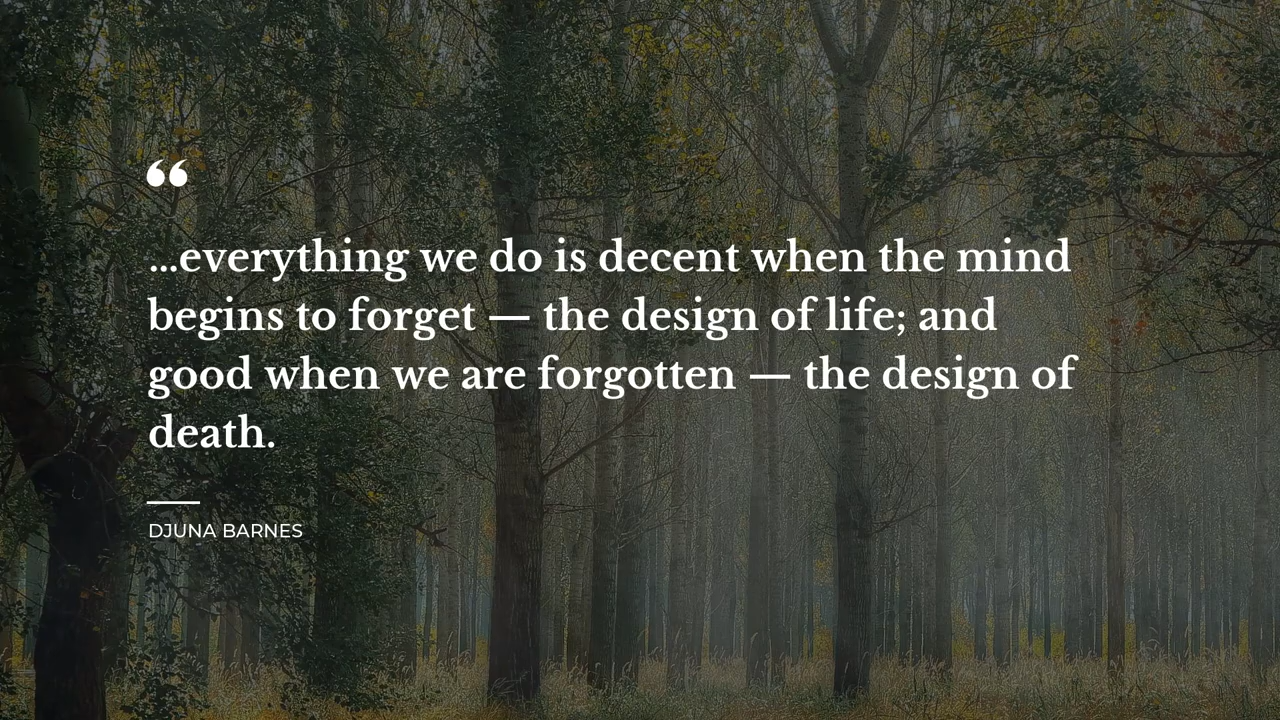 “
...everything we do is decent when the mind
begins to forget — the design of life; and
good when we are forgotten — the design of
death.
DJUNA BARNES